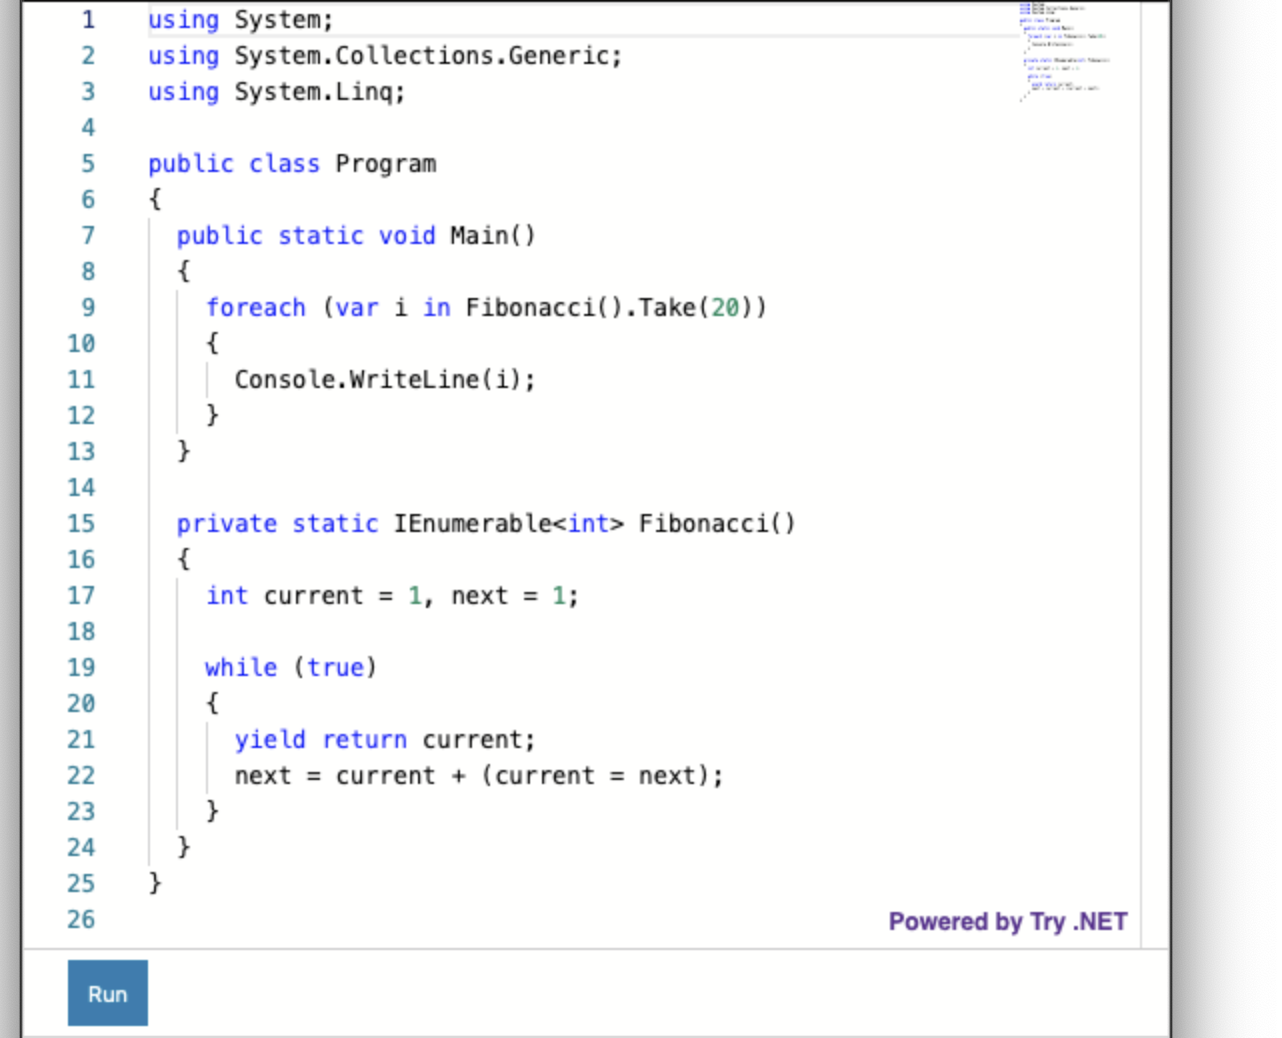 1 using System;
2 using System.Collections.Generic;
3 using System.Linq;
4
5 public class Program
6 {
7   public static void Main()
8   {
9     foreach (var i in Fibonacci().Take(20))
10     {
11       Console.WriteLine(i);
12     }
13   }
14
15   private static IEnumerable<int> Fibonacci()
16   {
17     int current = 1, next = 1;
18
19     while (true)
20     {
21       yield return current;
22       next = current + (current = next);
23     }
24   }
25 }
26
Powered by Try .NET
Run